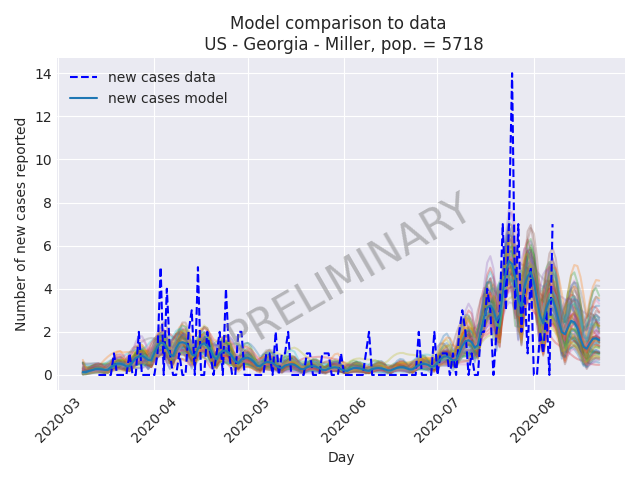 Model comparison to data
US - Georgia - Miller, pop. = 5718
new cases data
new cases model
PRELIMINARY
Number of new cases reported
14
12
10
8
6
4
2
0
2020-03
2020-04
2020-05
2020-06
2020-07
2020-08
Day